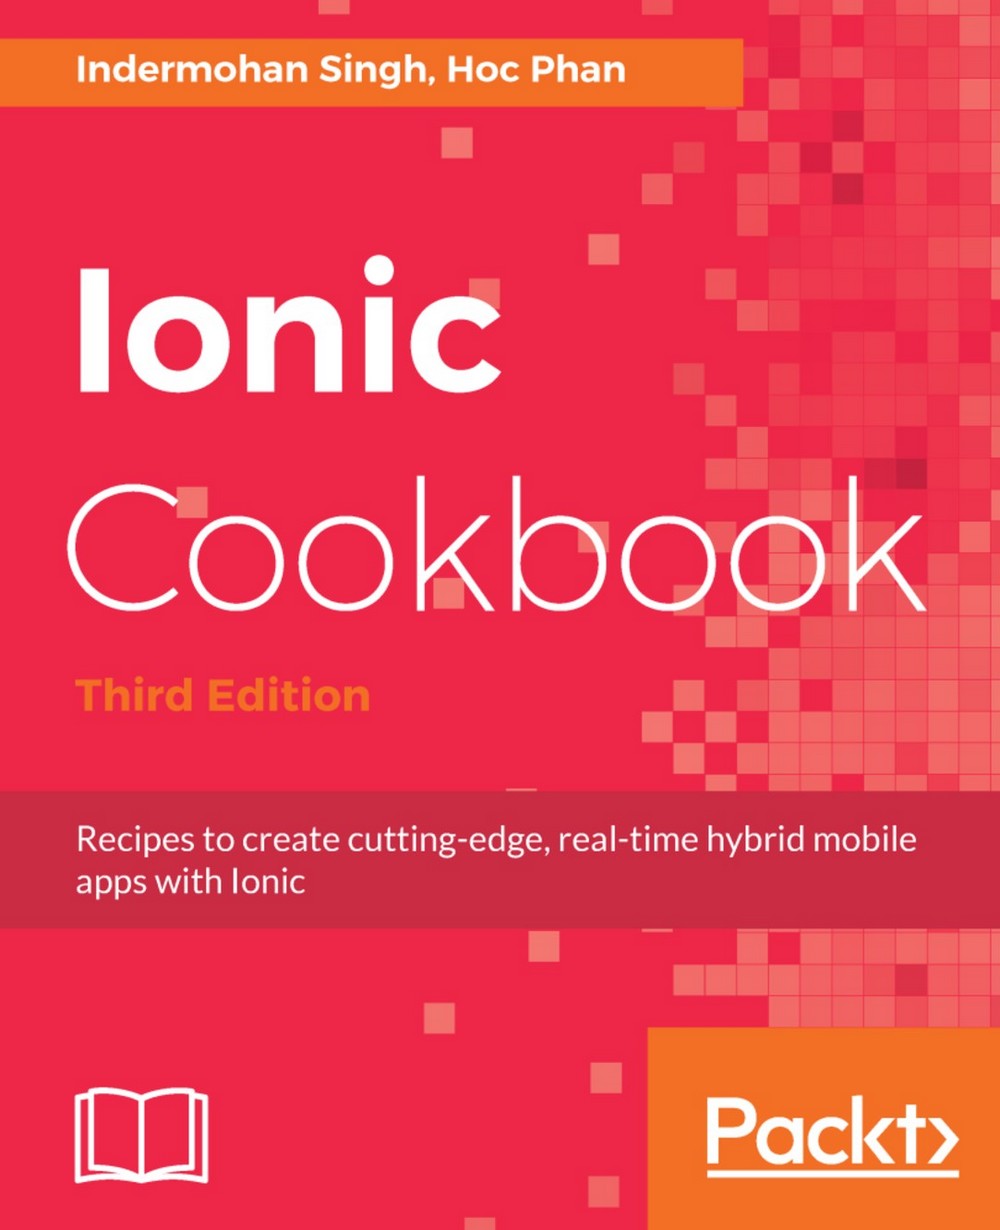 Indermohan Singh, Hoc Phan
Ionic
Cookbook
Third Edition
Recipes to create cutting-edge, real-time hybrid mobile
apps with Ionic
Packt